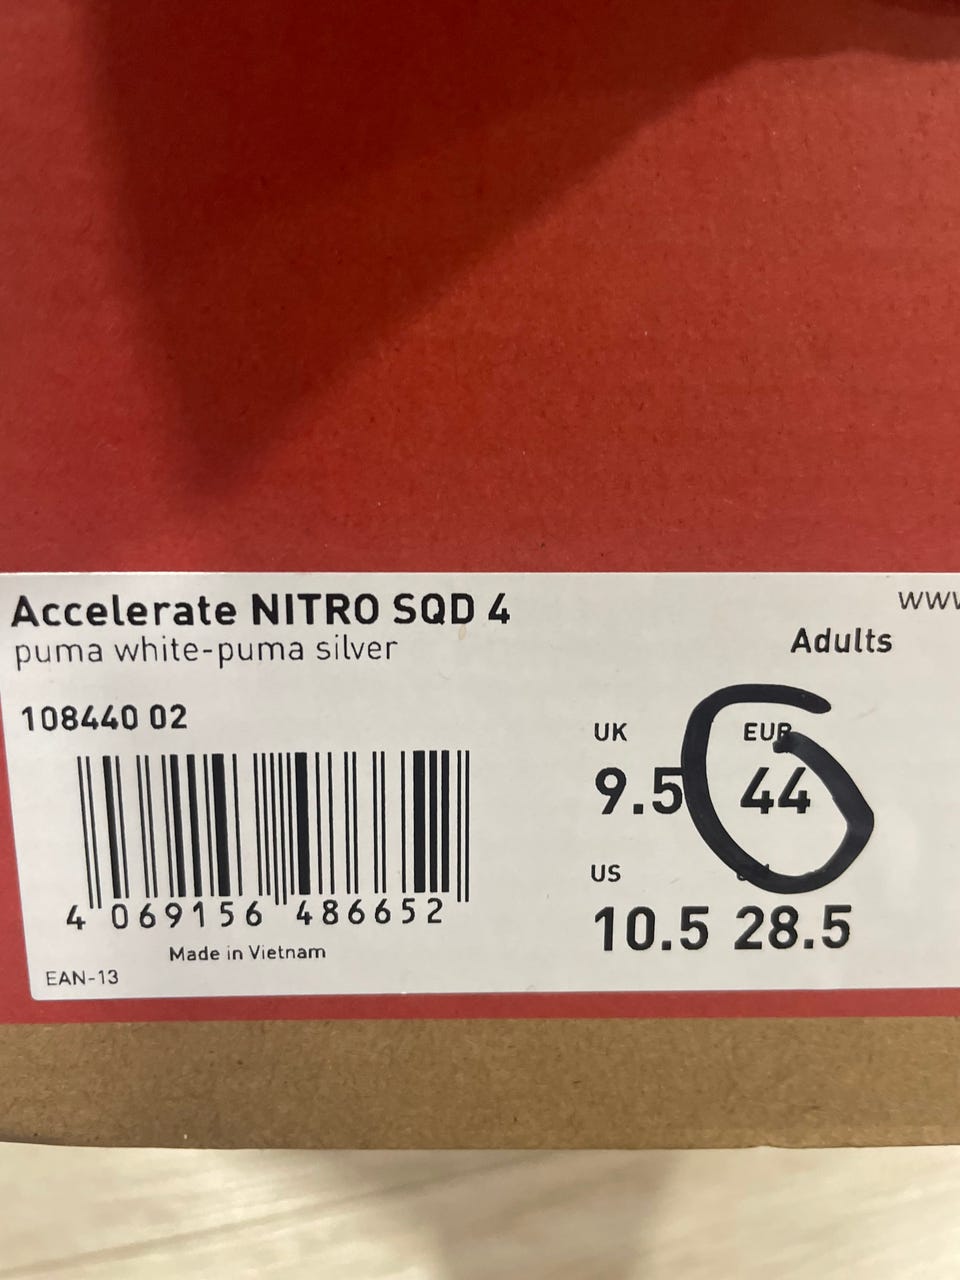 Accelerate NITRO SQD 4
puma white-puma silver
108440 02
4 069156 486652
Made in Vietnam
EAN-13
Adults
UK EUR
9.5 44
US
10.5 28.5